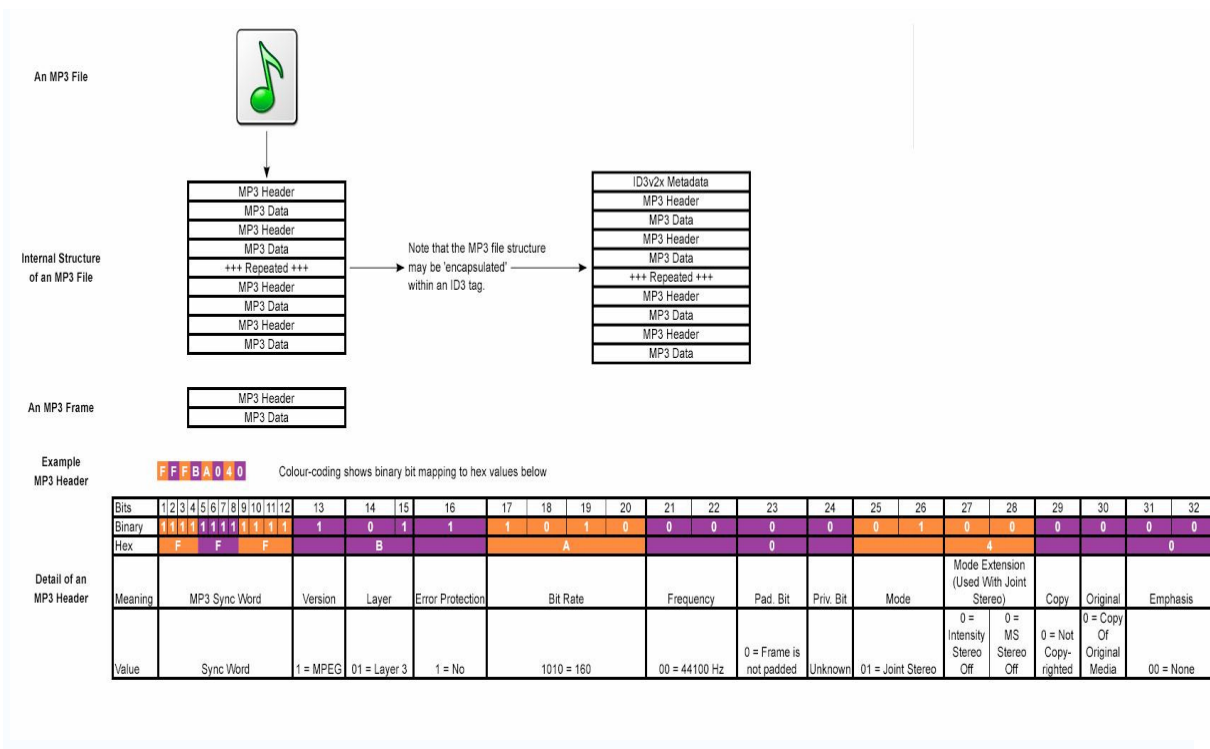 An MP3 File
MP3 Header
MP3 Data
MP3 Header
MP3 Data
+++ Repeated +++
MP3 Header
MP3 Data
MP3 Header
MP3 Data
Internal Structure
of an MP3 File
Note that the MP3 file structure
may be 'encapsulated'
within an ID3 tag.
ID3v2x Metadata
MP3 Header
MP3 Data
MP3 Header
MP3 Data
+++ Repeated +++
MP3 Header
MP3 Data
MP3 Header
MP3 Data
An MP3 Frame
MP3 Header
MP3 Data
Example
MP3 Header
F F F B A 0 4 0
Colour-coding shows binary bit mapping to hex values below
Detail of an
MP3 Header
Bits 1 2 3 4 5 6 7 8 9 10 11 12 13 14 15 16 17 18 19 20 21 22 23 24 25 26 27 28 29 30 31 32
Binary 1 1 1 1 1 1 1 1 1 1 1 1 1 0 1 1 1 0 1 0 0 0 0 0 0 1 0 0 0 0 0 0
Hex F F F B A 0 4 0
Meaning MP3 Sync Word Version Layer Error Protection Bit Rate Frequency Pad. Bit Priv. Bit Mode
Mode Extension
(Used With Joint
Stereo)
Copy Original Emphasis
Value Sync Word 1 = MPEG 01 = Layer 3 1 = No 1010 = 160 00 = 44100 Hz
0 = Frame is
not padded
Unknown 01 = Joint Stereo
0 =
Intensity
Stereo
Off
0 =
MS
Stereo
Off
0 = Not
Copy-
righted
0 = Copy
Of
Original
Media
00 = None